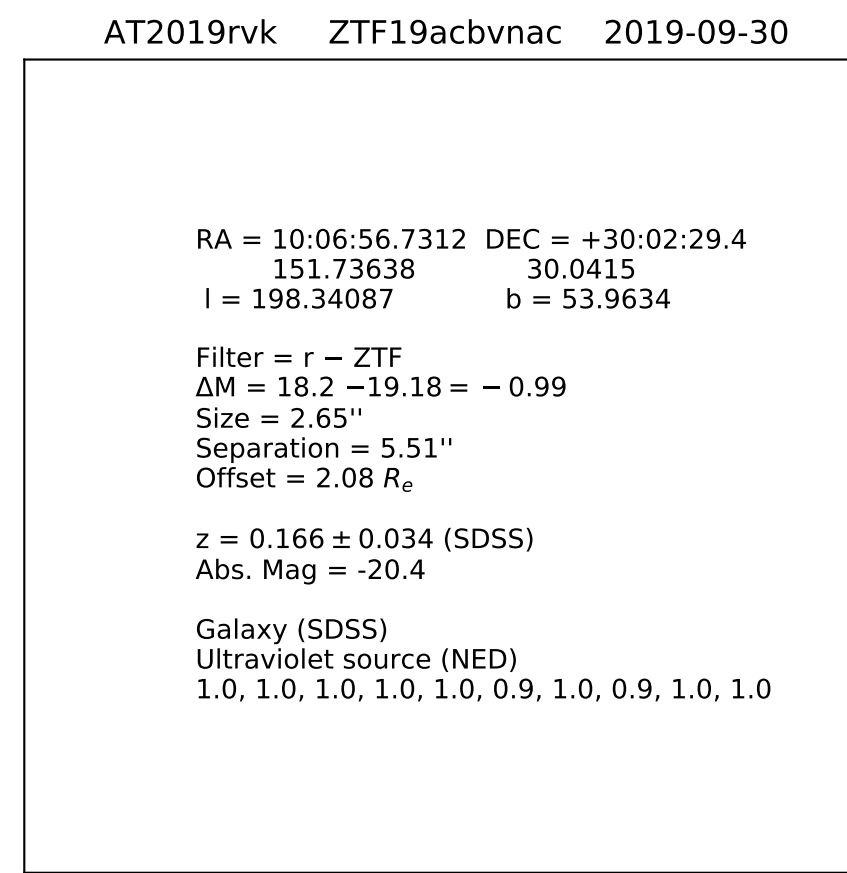 AT2019rvk ZTF19acbvnac 2019-09-30
RA = 10:06:56.7312 DEC = +30:02:29.4
151.73638 30.0415
l = 198.34087 b = 53.9634
Filter = r − ZTF
ΔM = 18.2 −19.18 = − 0.99
Size = 2.65''
Separation = 5.51''
Offset = 2.08 Re
z = 0.166 ± 0.034 (SDSS)
Abs. Mag = -20.4
Galaxy (SDSS)
Ultraviolet source (NED)
1.0, 1.0, 1.0, 1.0, 1.0, 0.9, 1.0, 0.9, 1.0, 1.0